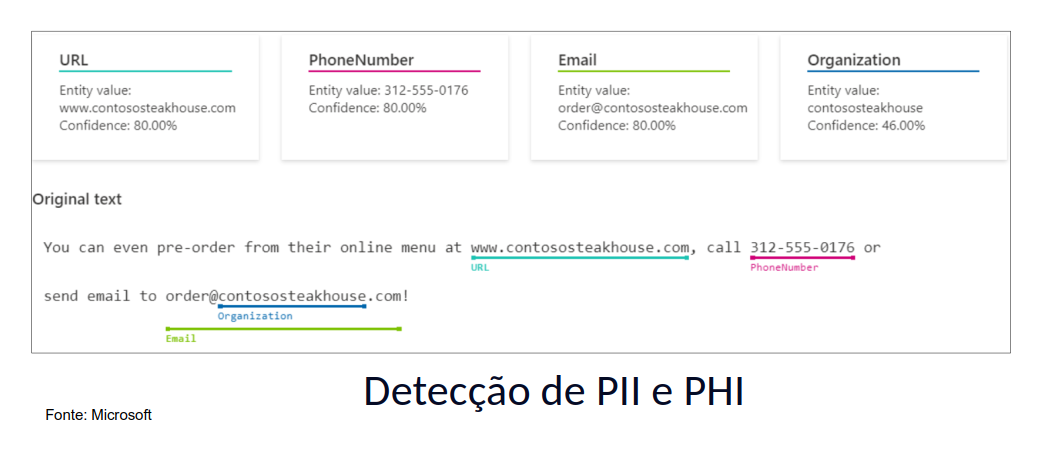 URL
Entity value:
www.contososteakhouse.com
Confidence: 80.00%
PhoneNumber
Entity value: 312-555-0176
Confidence: 80.00%
Email
Entity value:
order@contososteakhouse.com
Confidence: 80.00%
Organization
Entity value:
contososteakhouse
Confidence: 46.00%
Original text
You can even pre-order from their online menu at www.contososteakhouse.com, call 312-555-0176 or
URL PhoneNumber
send email to order@contososteakhouse.com!
Organization
Email
Detecção de PII e PHI
Fonte: Microsoft